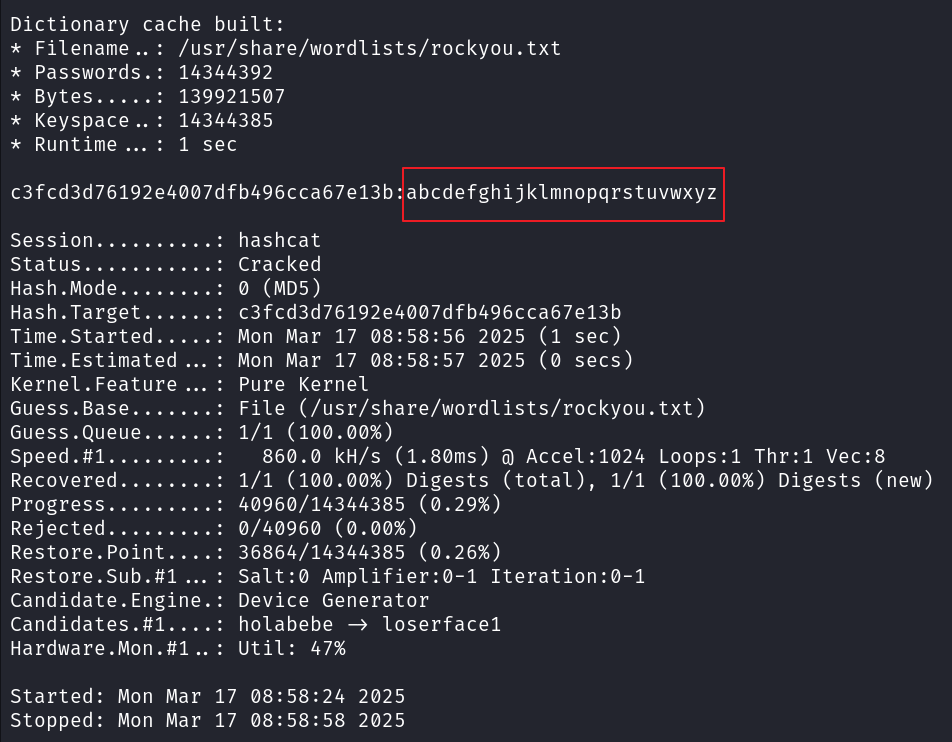 Dictionary cache built:
* Filename..: /usr/share/wordlists/rockyou.txt
* Passwords.: 14344392
* Bytes.....: 139921507
* Keyspace..: 14344385
* Runtime...: 1 sec
c3fcd3d76192e4007dfb496cca67e13b:abcdefghijklmnopqrstuvwxyz
Session..........: hashcat
Status...........: Cracked
Hash.Mode........: 0 (MD5)
Hash.Target......: c3fcd3d76192e4007dfb496cca67e13b
Time.Started.....: Mon Mar 17 08:58:56 2025 (1 sec)
Time.Estimated...: Mon Mar 17 08:58:57 2025 (0 secs)
Kernel.Feature...: Pure Kernel
Guess.Base.......: File (/usr/share/wordlists/rockyou.txt)
Guess.Queue......: 1/1 (100.00%)
Speed.#1.........:   860.0 kH/s (1.80ms) @ Accel:1024 Loops:1 Thr:1 Vec:8
Recovered........: 1/1 (100.00%) Digests (total), 1/1 (100.00%) Digests (new)
Progress.........: 40960/14344385 (0.29%)
Rejected.........: 0/40960 (0.00%)
Restore.Point....: 36864/14344385 (0.26%)
Restore.Sub.#1...: Salt:0 Amplifier:0-1 Iteration:0-1
Candidate.Engine.: Device Generator
Candidates.#1....: holabebe -> loserface1
Hardware.Mon.#1..: Util: 47%
Started: Mon Mar 17 08:58:24 2025
Stopped: Mon Mar 17 08:58:58 2025